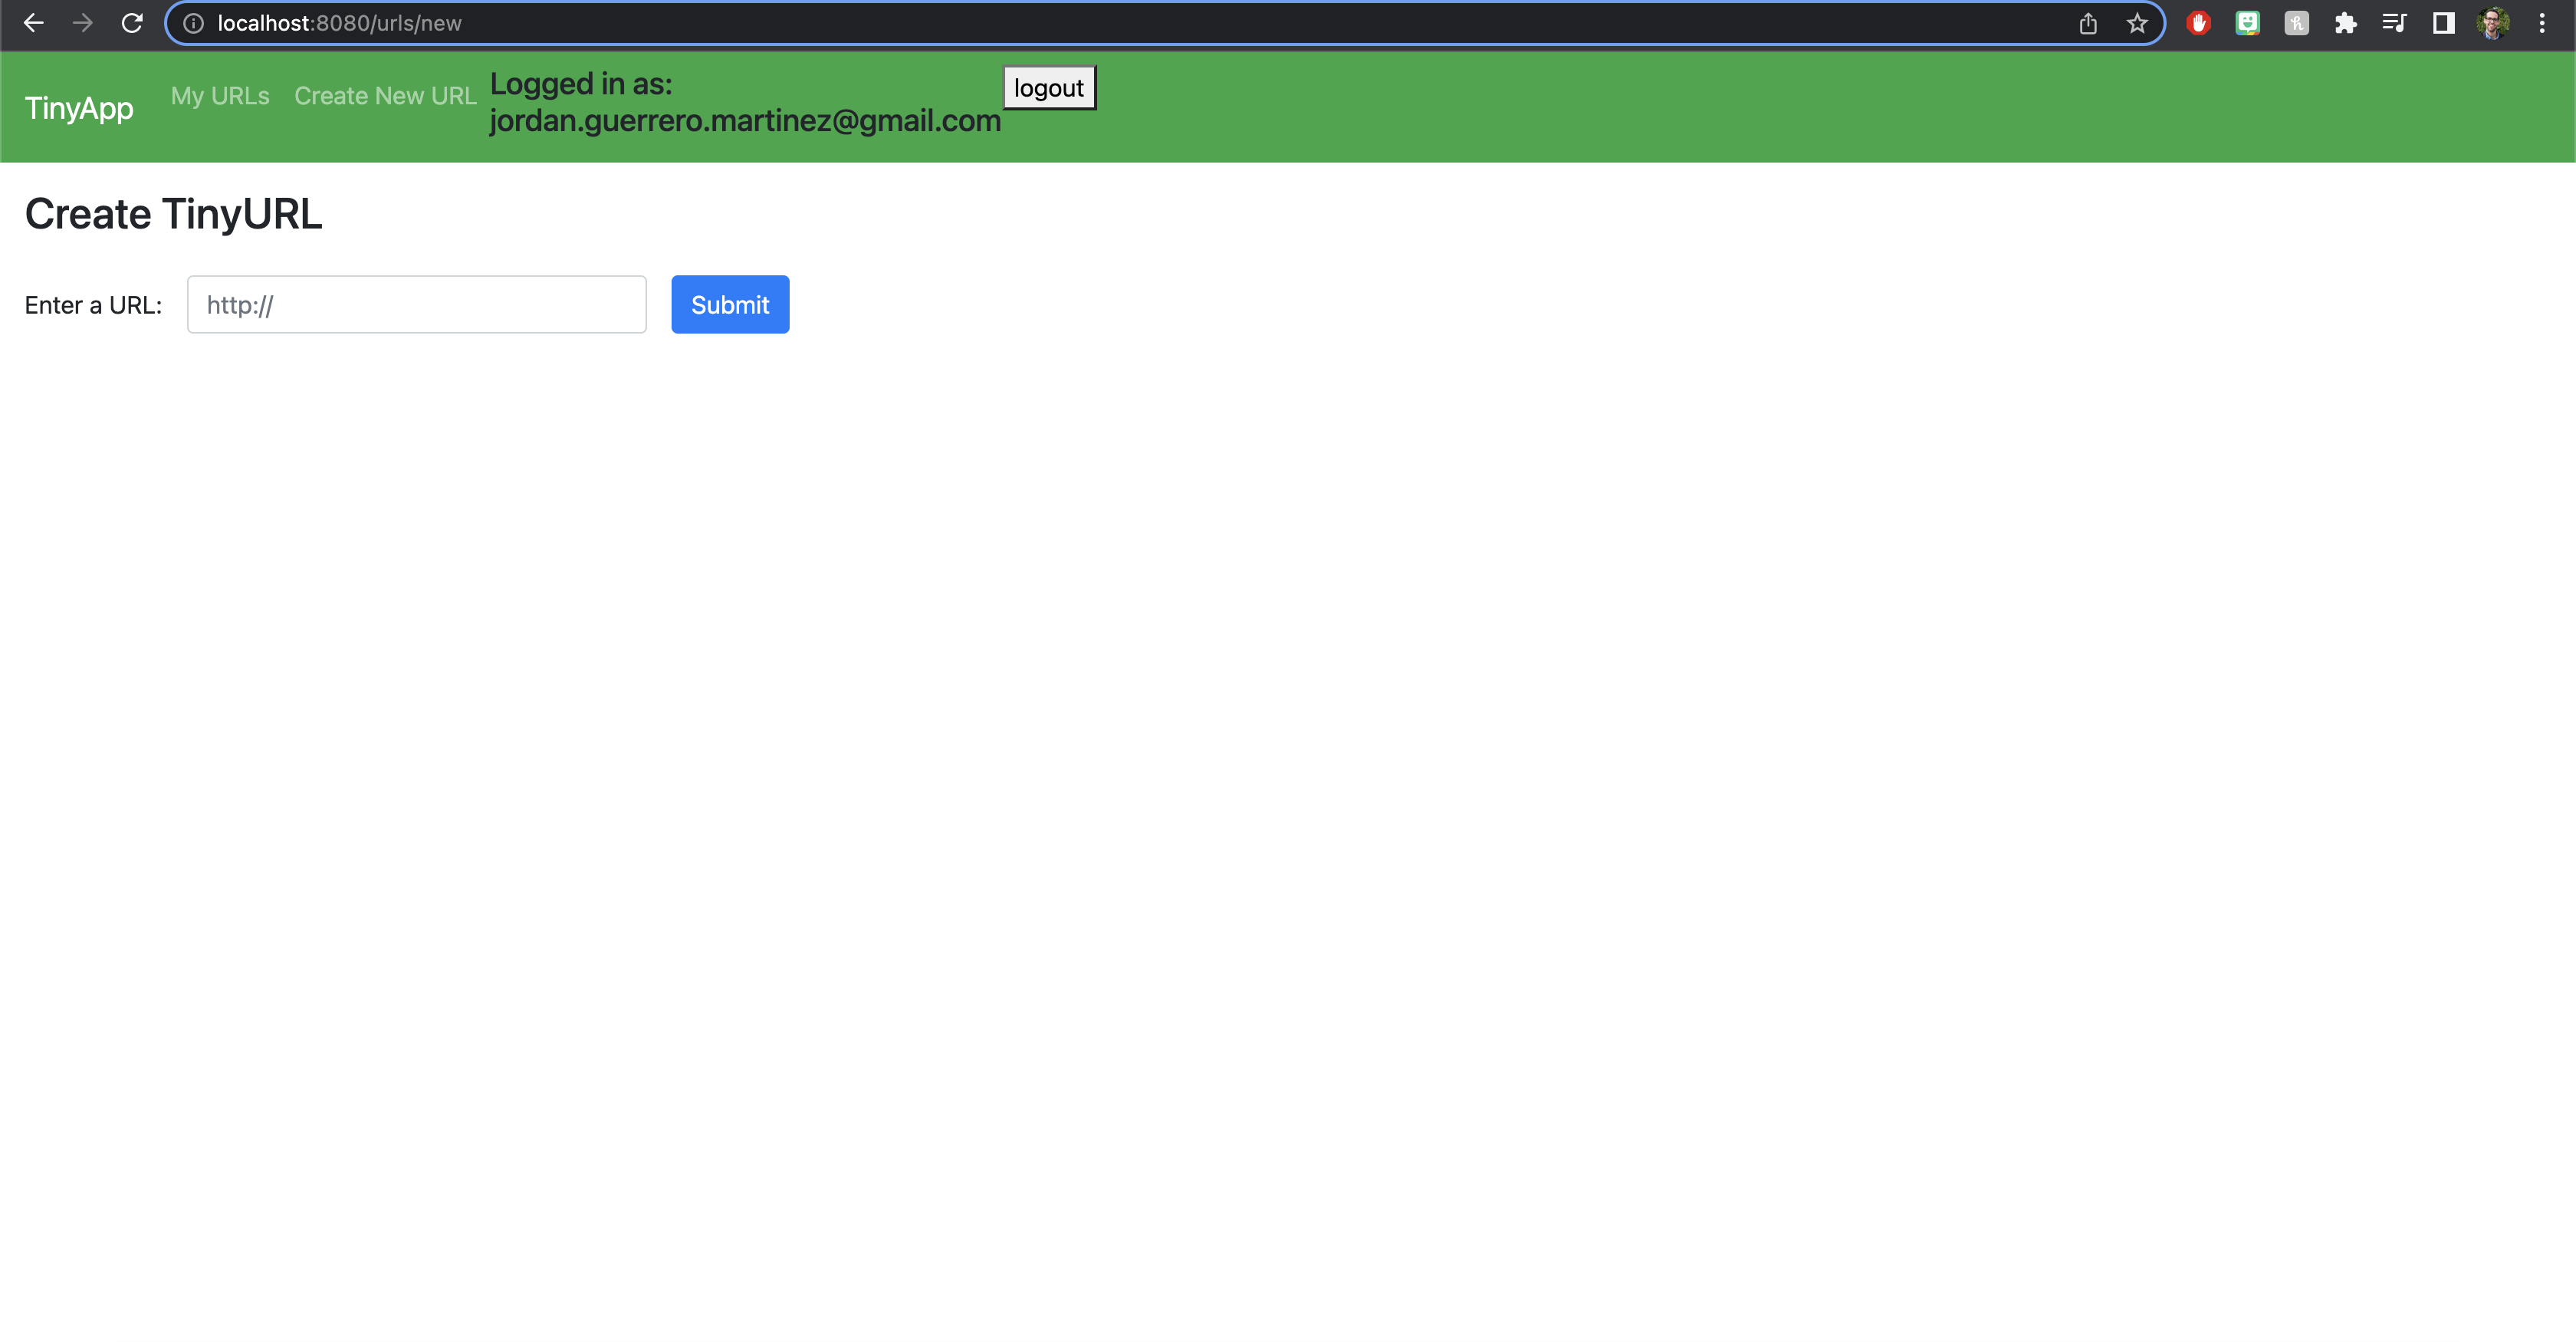 localhost:8080/urls/new
TinyApp My URLs Create New URL Logged in as: logout
jordan.guerrero.martinez@gmail.com
Create TinyURL
Enter a URL: http:// Submit